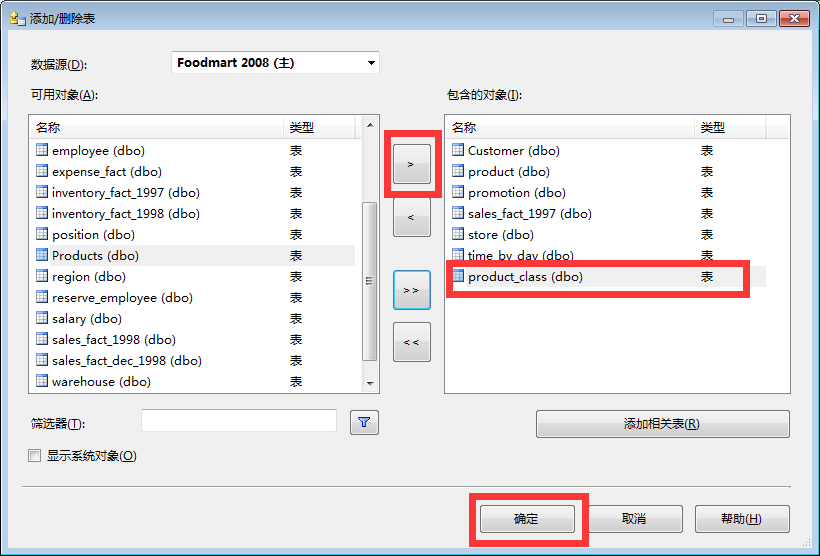 添加/删除表
数据源(D):
Foodmart 2008 (主)
可用对象(A):
名称 类型
employee (dbo) 表
expense_fact (dbo) 表
inventory_fact_1997 (dbo) 表
inventory_fact_1998 (dbo) 表
position (dbo) 表
Products (dbo) 表
region (dbo) 表
reserve_employee (dbo) 表
salary (dbo) 表
sales_fact_1998 (dbo) 表
sales_fact_dec_1998 (dbo) 表
warehouse (dbo) 表
>
<
>>
<<
包含的对象(I):
名称 类型
Customer (dbo) 表
product (dbo) 表
promotion (dbo) 表
sales_fact_1997 (dbo) 表
store (dbo) 表
time_by_day (dbo) 表
product_class (dbo) 表
筛选器(T):
添加相关表(R)
显示系统对象(O)
确定
取消
帮助(H)